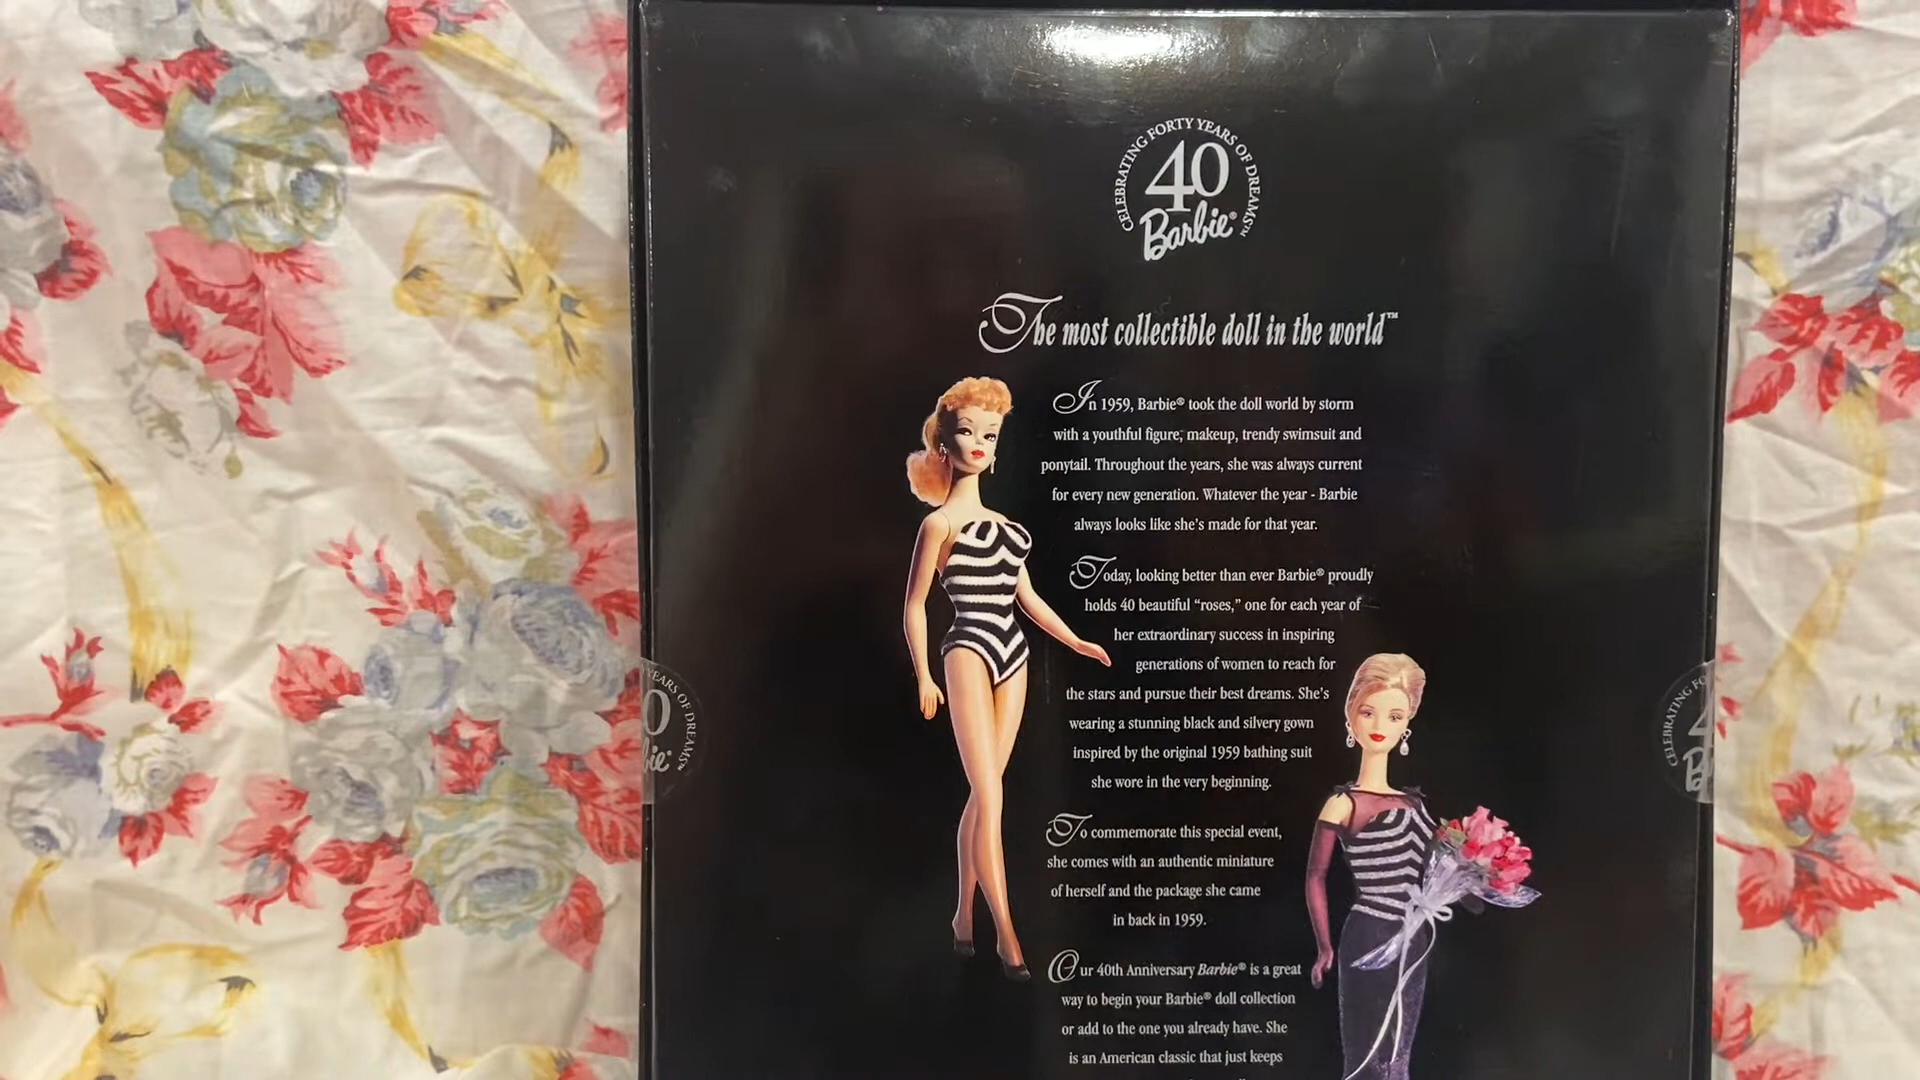 CELEBRATING FORTY YEARS OF DREAMS™
40
Barbie®
The most collectible doll in the world™
In 1959, Barbie® took the doll world by storm
with a youthful figure, makeup, trendy swimsuit and
ponytail. Throughout the years, she was always current
for every new generation. Whatever the year - Barbie
always looks like she's made for that year.
Today, looking better than ever Barbie® proudly
holds 40 beautiful “roses,” one for each year of
her extraordinary success in inspiring
generations of women to reach for
the stars and pursue their best dreams. She's
wearing a stunning black and silvery gown
inspired by the original 1959 bathing suit
she wore in the very beginning.
To commemorate this special event,
she comes with an authentic miniature
of herself and the package she came
in back in 1959.
Our 40th Anniversary Barbie® is a great
way to begin your Barbie® doll collection
or add to the one you already have. She
is an American classic that just keeps
YEARS OF DREAMS™
0
bie®
CELEBRATING FO
4
B